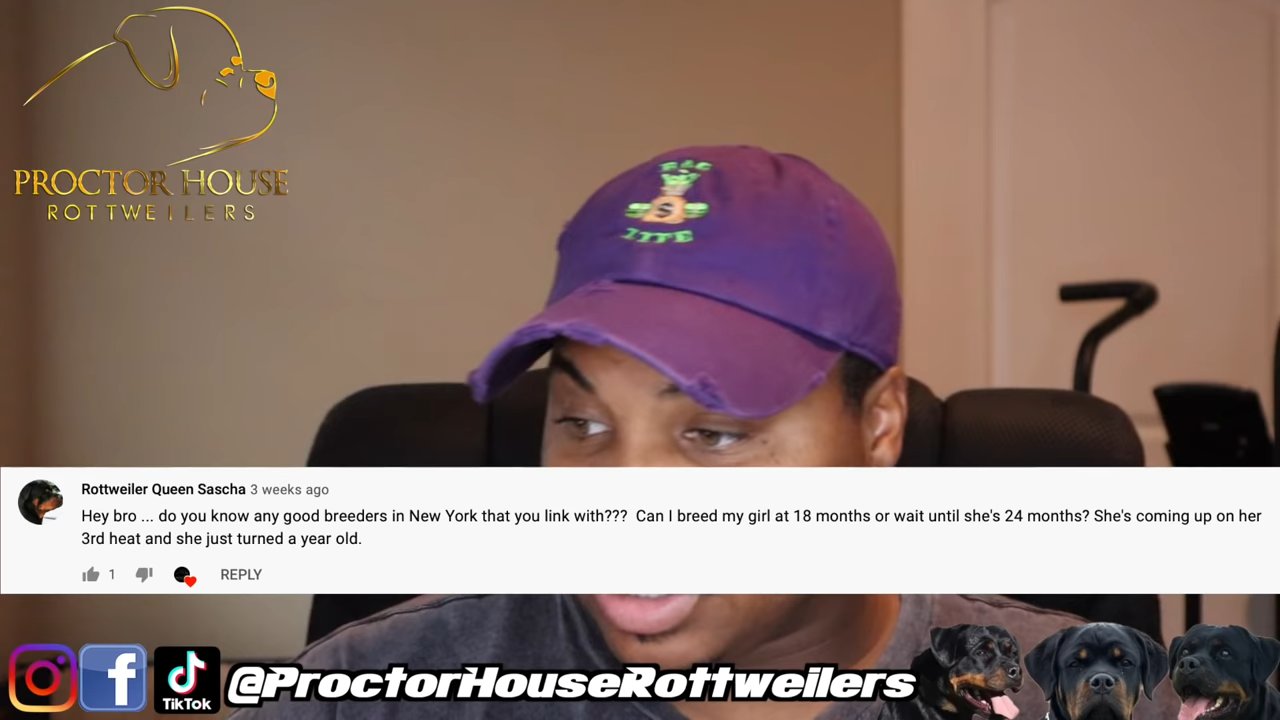 PROCTOR HOUSE
ROTTWEILERS
LIFE
$
Rottweiler Queen Sascha 3 weeks ago
Hey bro ... do you know any good breeders in New York that you link with??? Can I breed my girl at 18 months or wait until she's 24 months? She's coming up on her
3rd heat and she just turned a year old.
1
REPLY
TikTok
@ProctorHouseRottweilers